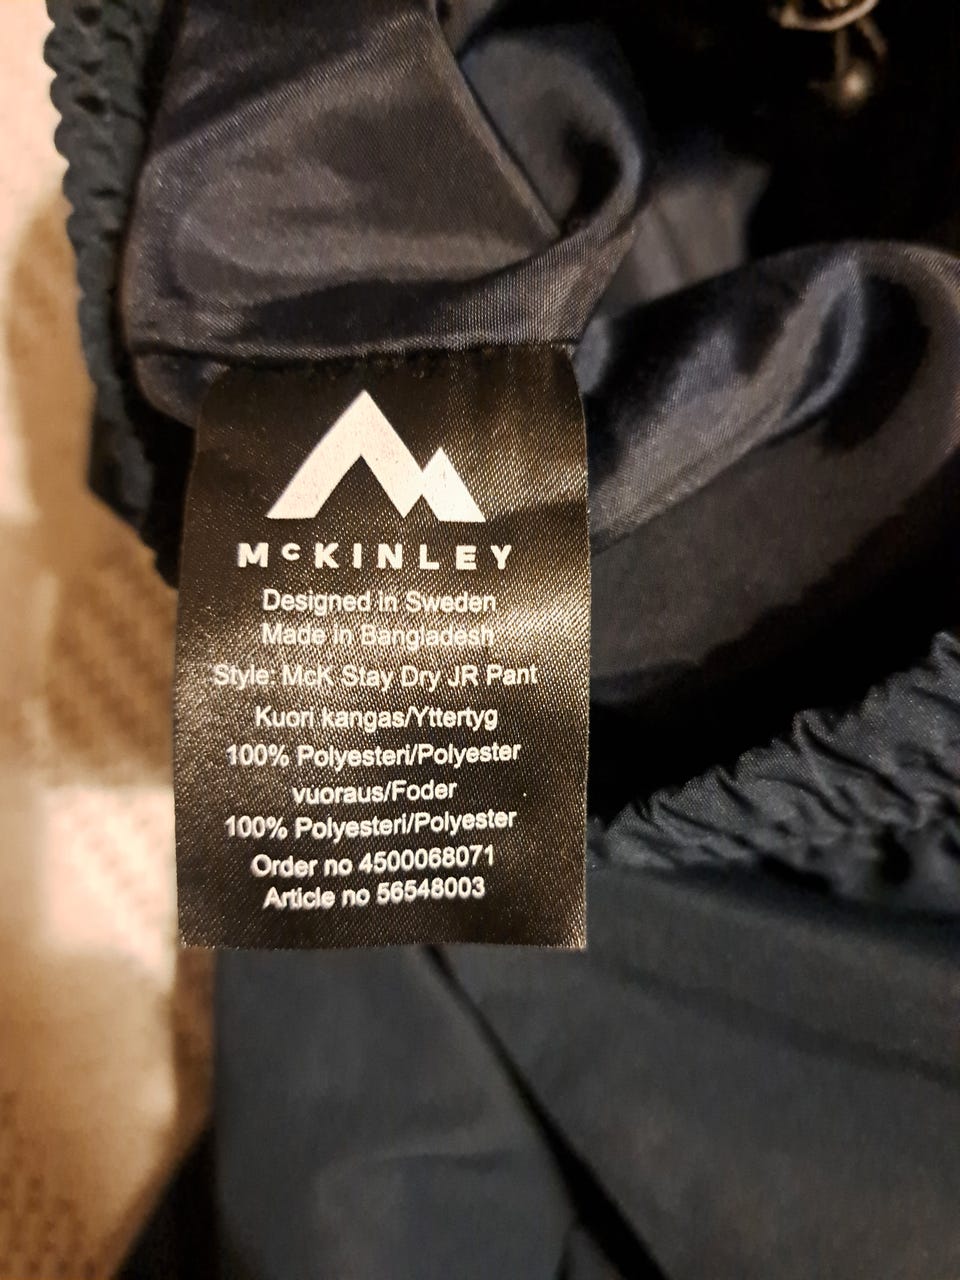 McKINLEY
Designed in Sweden
Made in Bangladesh
Style: McK Stay Dry JR Pant
Kuori kangas/Yttertyg
100% Polyesteri/Polyester
vuoraus/Foder
100% Polyesteri/Polyester
Order no 4500068071
Article no 56548003